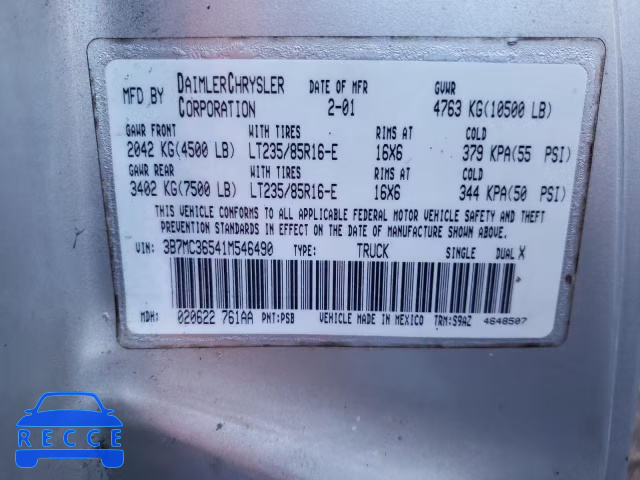 MFD BY DAIMLERCHRYSLER CORPORATION DATE OF MFR 2-01 GVWR 4763 KG(10500 LB)
GAWR FRONT WITH TIRES RIMS AT COLD
2042 KG(4500 LB) LT235/85R16-E 16X6 379 KPA(55 PSI)
GAWR REAR WITH TIRES RIMS AT COLD
3402 KG(7500 LB) LT235/85R16-E 16X6 344 KPA(50 PSI)
THIS VEHICLE CONFORMS TO ALL APPLICABLE FEDERAL MOTOR VEHICLE SAFETY AND THEFT
PREVENTION STANDARDS IN EFFECT ON THE DATE OF MANUFACTURE SHOWN ABOVE.
VIN: 3B7MC36541M546490 TYPE: TRUCK SINGLE DUAL X
MDH: 020622 761AA PNT:PSB VEHICLE MADE IN MEXICO TRM:S9AZ 4648507
RECCE